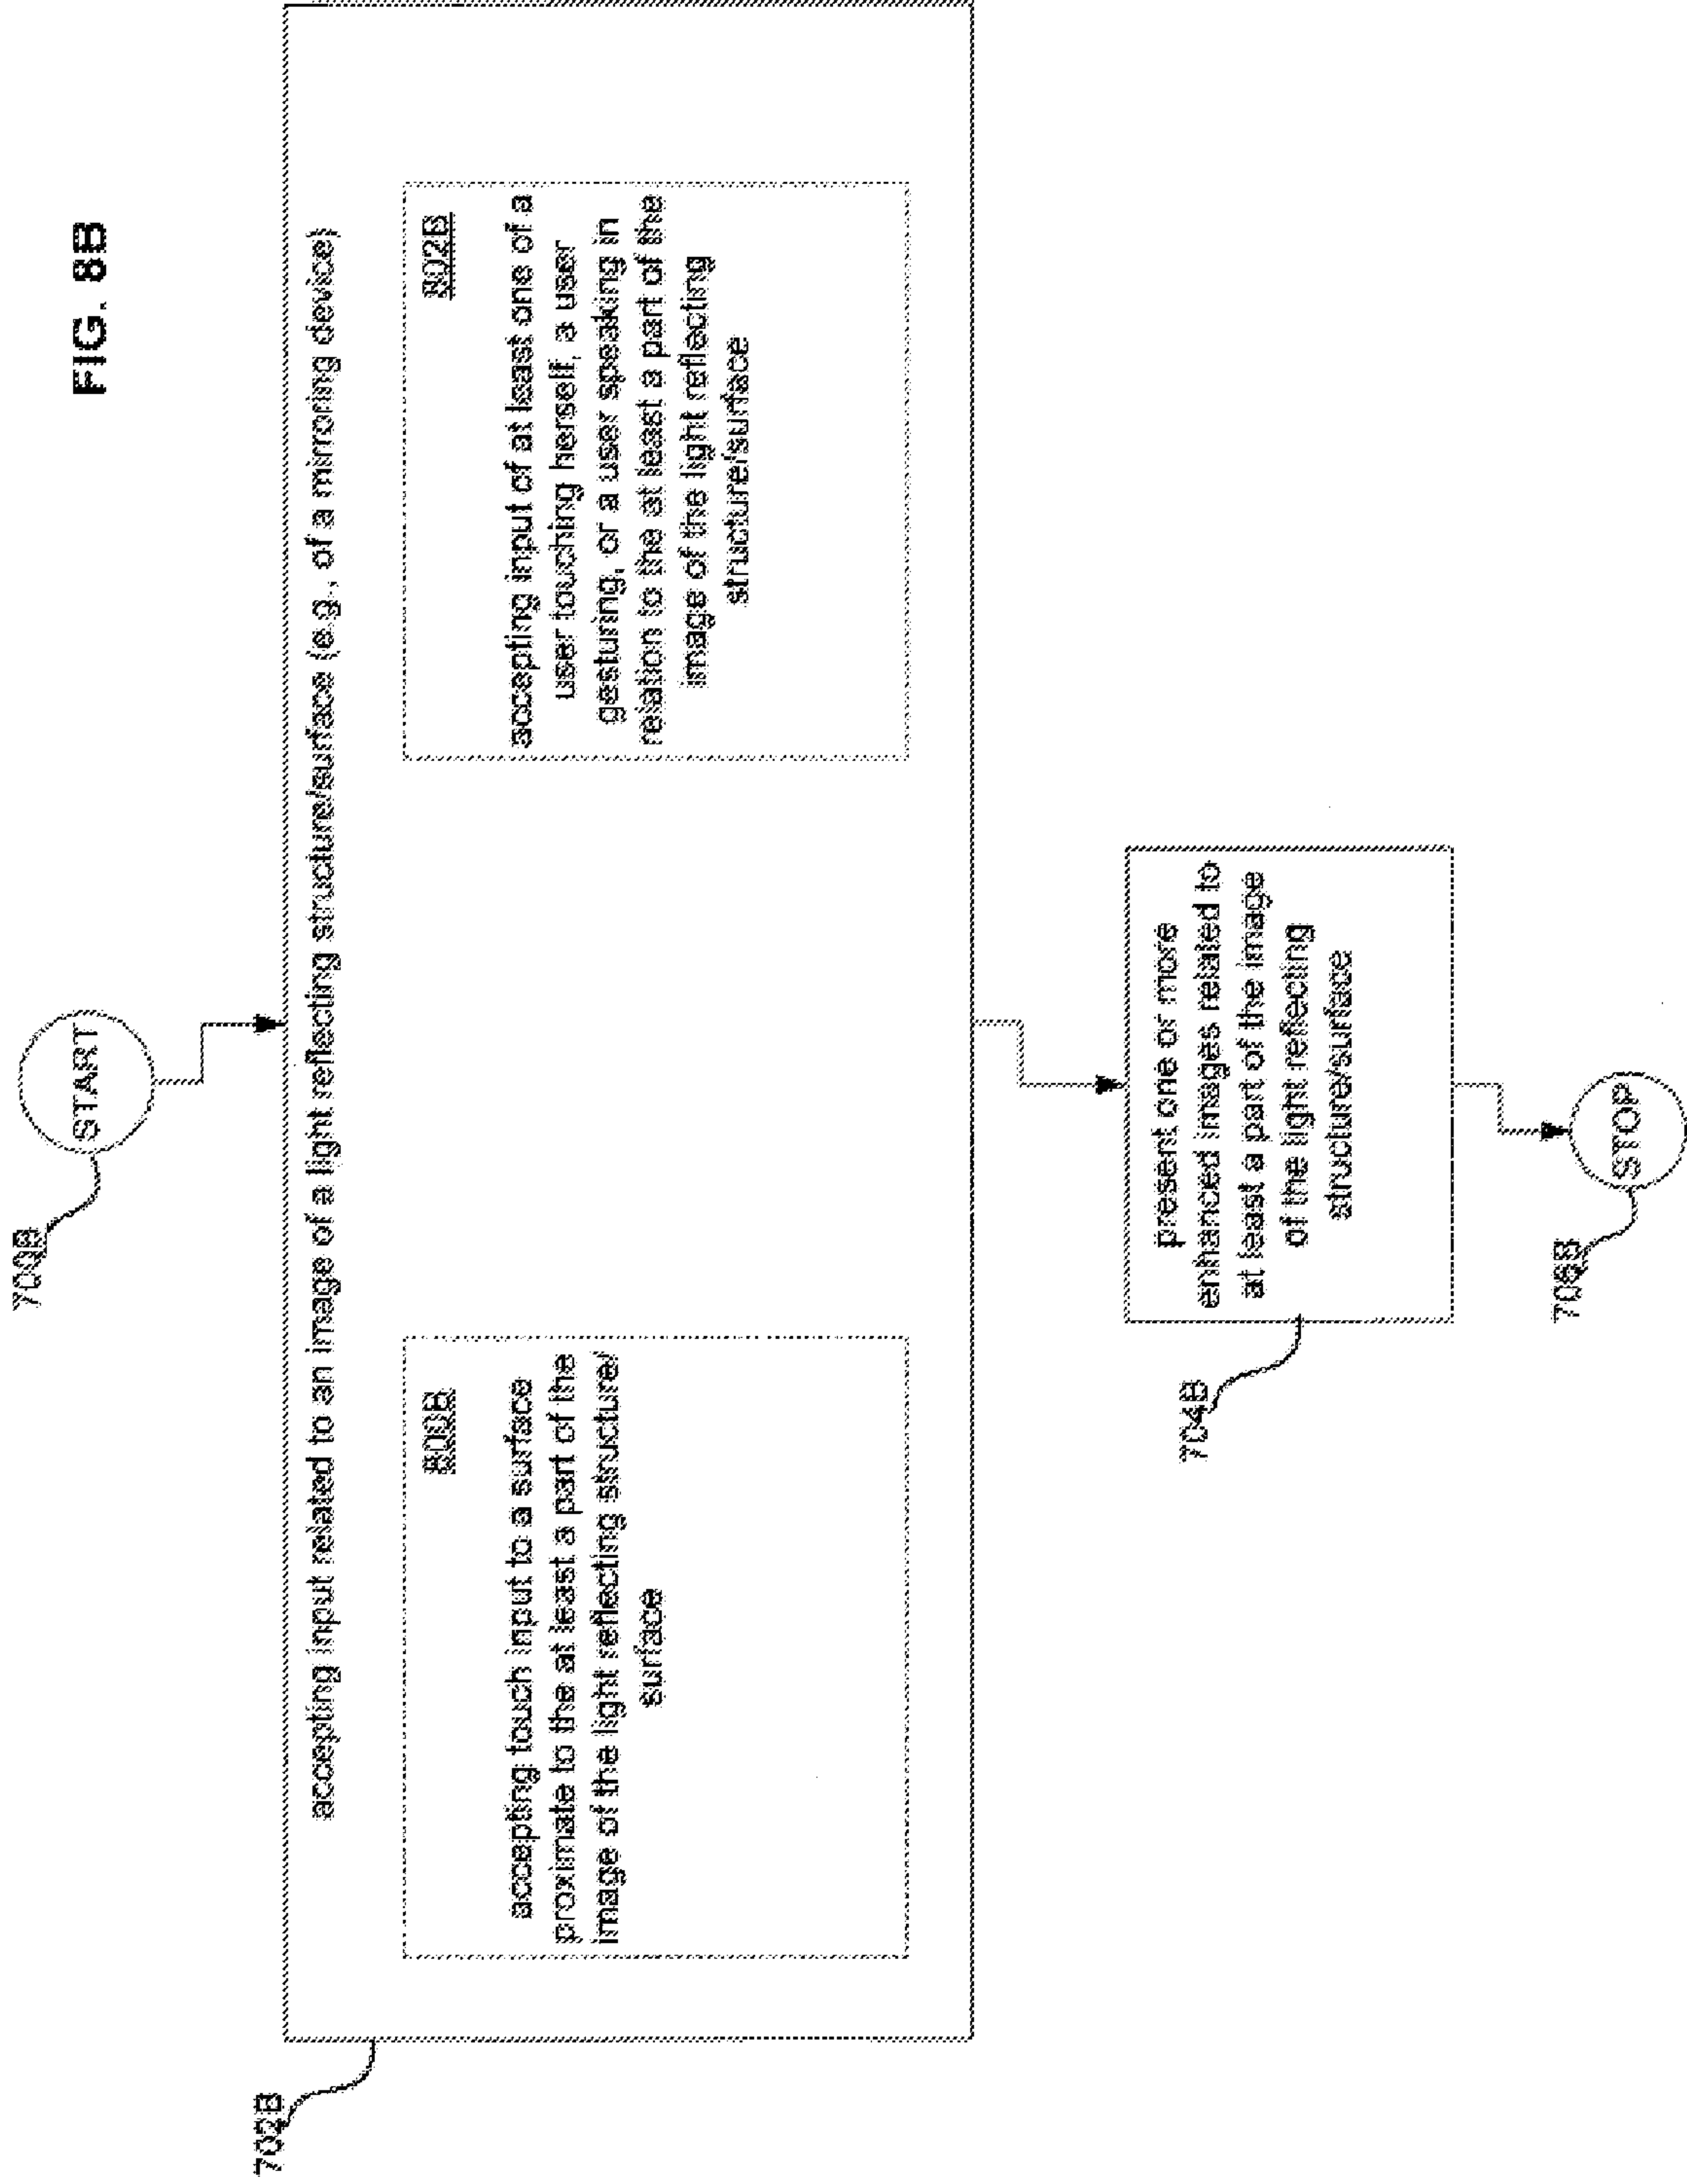 FIG. 8B
700B
START
702B
accepting input related to an image of a light reflecting structure/surface (e.g., of a mirroring device)
800B
accepting touch input to a surface
proximate to the at least a part of the
image of the light reflecting structure/
surface
802B
accepting input of at least one of a
user touching herself, a user
gesturing, or a user speaking in
relation to the at least a part of the
image of the light reflecting
structure/surface
704B
present one or more
enhanced images related to
at least a part of the image
of the light reflecting
structure/surface
706B
STOP